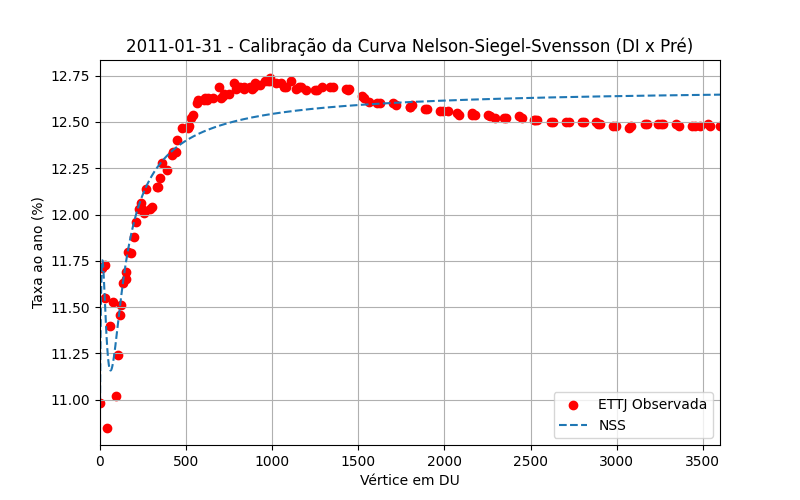 2011-01-31 - Calibração da Curva Nelson-Siegel-Svensson (DI x Pré)
12.75
12.50
12.25
12.00
11.75
11.50
11.25
11.00
Taxa ao ano (%)
ETTJ Observada
NSS
0 500 1000 1500 2000 2500 3000 3500
Vértice em DU